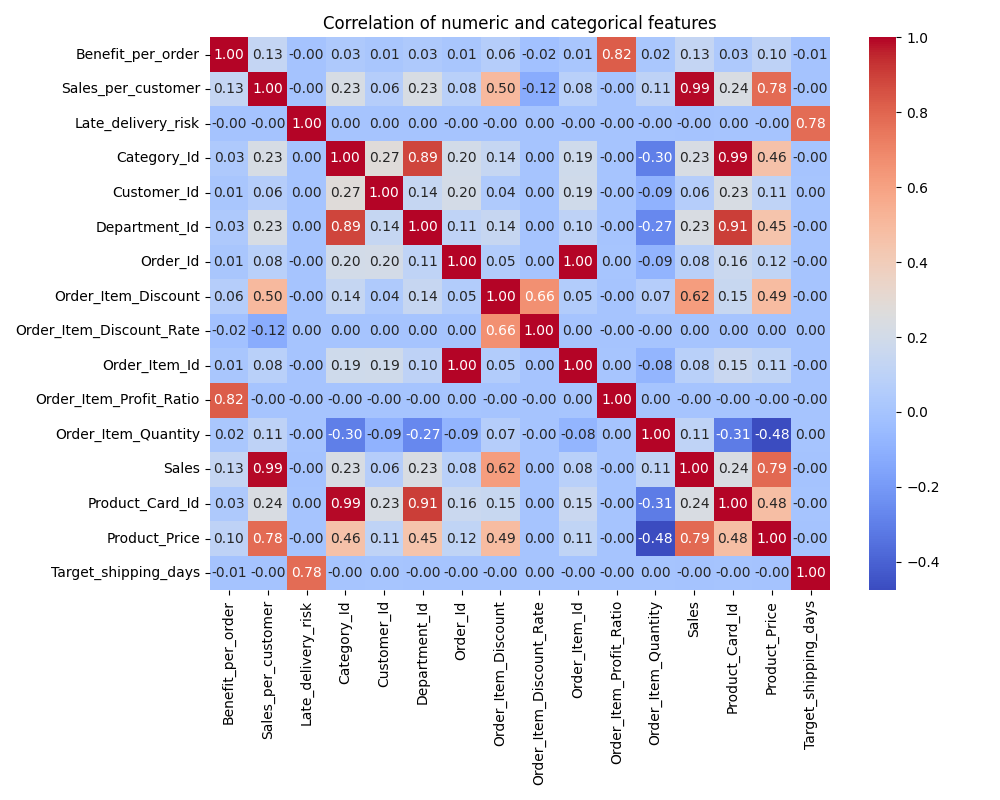 Correlation of numeric and categorical features
Benefit_per_order 1.00 0.13 -0.00 0.03 0.01 0.03 0.01 0.06 -0.02 0.01 0.82 0.02 0.13 0.03 0.10 -0.01
Sales_per_customer 0.13 1.00 -0.00 0.23 0.06 0.23 0.08 0.50 -0.12 0.08 -0.00 0.11 0.99 0.24 0.78 -0.00
Late_delivery_risk -0.00 -0.00 1.00 0.00 0.00 0.00 -0.00 -0.00 0.00 -0.00 -0.00 -0.00 -0.00 0.00 -0.00 0.78
Category_Id 0.03 0.23 0.00 1.00 0.27 0.89 0.20 0.14 0.00 0.19 -0.00 -0.30 0.23 0.99 0.46 -0.00
Customer_Id 0.01 0.06 0.00 0.27 1.00 0.14 0.20 0.04 0.00 0.19 -0.00 -0.09 0.06 0.23 0.11 0.00
Department_Id 0.03 0.23 0.00 0.89 0.14 1.00 0.11 0.14 0.00 0.10 -0.00 -0.27 0.23 0.91 0.45 -0.00
Order_Id 0.01 0.08 -0.00 0.20 0.20 0.11 1.00 0.05 0.00 1.00 0.00 -0.09 0.08 0.16 0.12 0.00
Order_Item_Discount 0.06 0.50 -0.00 0.14 0.04 0.14 0.05 1.00 0.66 0.05 -0.00 0.07 0.62 0.15 0.49 -0.00
Order_Item_Discount_Rate -0.02 -0.12 0.00 0.00 0.00 0.00 0.00 0.66 1.00 0.00 -0.00 -0.00 0.00 0.00 0.00 0.00
Order_Item_Id 0.01 0.08 -0.00 0.19 0.19 0.10 1.00 0.05 0.00 1.00 0.00 -0.08 0.08 0.15 0.11 0.00
Order_Item_Profit_Ratio 0.82 -0.00 -0.00 -0.00 -0.00 -0.00 0.00 -0.00 -0.00 0.00 1.00 0.00 -0.00 -0.00 -0.00 -0.00
Order_Item_Quantity 0.02 0.11 -0.00 -0.30 -0.09 -0.27 -0.09 0.07 -0.00 -0.08 0.00 1.00 0.11 -0.31 -0.48 0.00
Sales 0.13 0.99 -0.00 0.23 0.06 0.23 0.08 0.62 0.00 0.08 -0.00 0.11 1.00 0.24 0.79 -0.00
Product_Card_Id 0.03 0.24 0.00 0.99 0.23 0.91 0.16 0.15 0.00 0.15 -0.00 -0.31 0.24 1.00 0.48 -0.00
Product_Price 0.10 0.78 -0.00 0.46 0.11 0.45 0.12 0.49 0.00 0.11 -0.00 -0.48 0.79 0.48 1.00 -0.00
Target_shipping_days -0.01 -0.00 0.78 -0.00 0.00 -0.00 0.00 -0.00 0.00 0.00 -0.00 0.00 -0.00 -0.00 -0.00 1.00
Benefit_per_order
Sales_per_customer
Late_delivery_risk
Category_Id
Customer_Id
Department_Id
Order_Id
Order_Item_Discount
Order_Item_Discount_Rate
Order_Item_Id
Order_Item_Profit_Ratio
Order_Item_Quantity
Sales
Product_Card_Id
Product_Price
Target_shipping_days
1.0
0.8
0.6
0.4
0.2
0.0
−0.2
−0.4